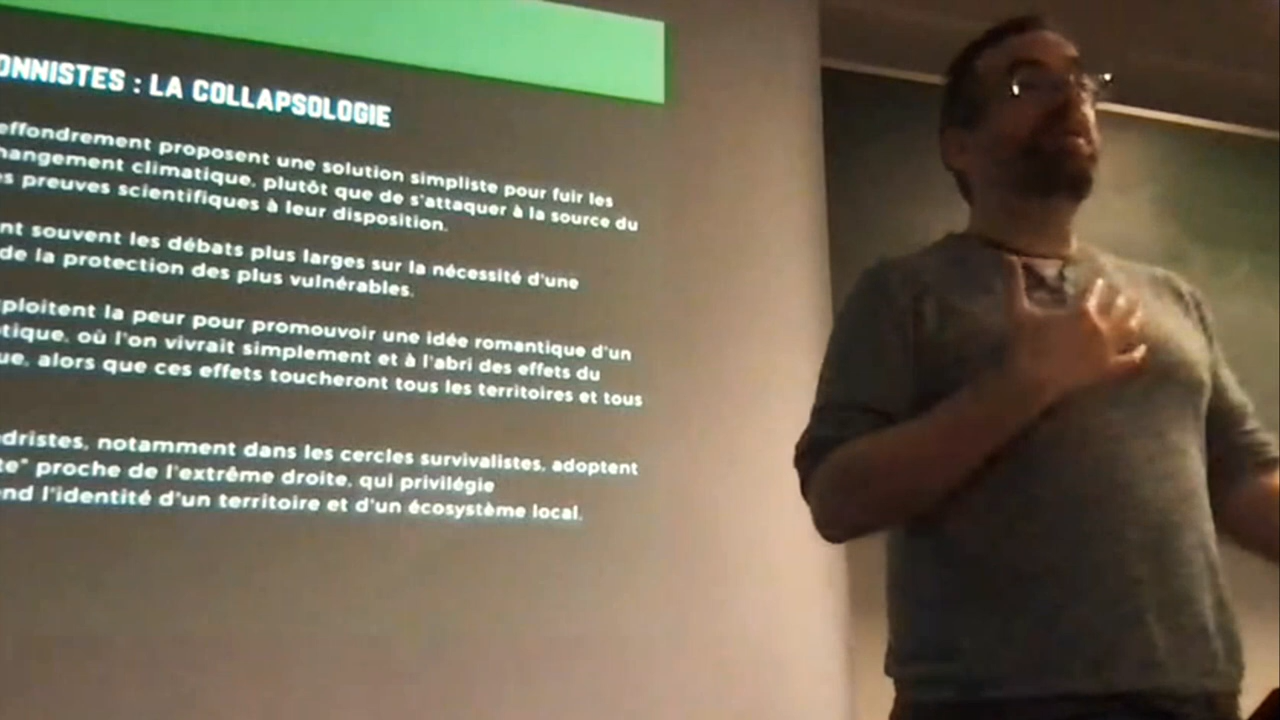 ONNISTES : LA COLLAPSOLOGIE
effondrement proposent une solution simpliste pour fuir les
hangement climatique, plutôt que de s'attaquer à la source du
s preuves scientifiques à leur disposition.
nt souvent les débats plus larges sur la nécessité d'une
de la protection des plus vulnérables.
ploitent la peur pour promouvoir une idée romantique d'un
tique, où l'on vivrait simplement et à l'abri des effets du
ue, alors que ces effets toucheront tous les territoires et tous
dristes, notamment dans les cercles survivalistes, adoptent
te" proche de l'extrême droite, qui privilégie
nd l'identité d'un territoire et d'un écosystème local.